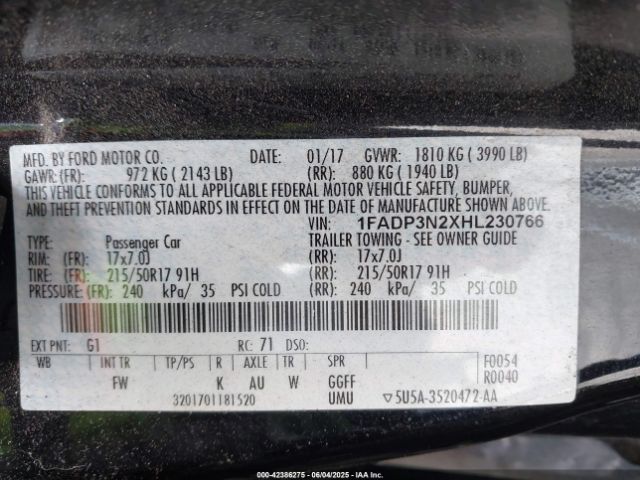 MFD. BY FORD MOTOR CO. DATE: 01/17 GVWR: 1810 KG ( 3990 LB)
GAWR: (FR): 972 KG ( 2143 LB) (RR): 880 KG ( 1940 LB)
THIS VEHICLE CONFORMS TO ALL APPLICABLE FEDERAL MOTOR VEHICLE SAFETY, BUMPER,
AND THEFT PREVENTION STANDARDS IN EFFECT ON THE DATE OF MANUFACTURE SHOWN ABOVE.
VIN: 1FADP3N2XHL230766
TYPE: Passenger Car TRAILER TOWING - SEE OWNER GUIDE
RIM: (FR): 17x7.0J (RR): 17x7.0J
TIRE: (FR): 215/50R17 91H (RR): 215/50R17 91H
PRESSURE: (FR): 240 kPa/ 35 PSI COLD (RR): 240 kPa/ 35 PSI COLD
EXT PNT: G1 RC: 71 DSO:
WB INT TR TP/PS R AXLE TR SPR F0054
FW K AU W GGFF R0040
3201701181520 UMU ▽5U5A-3520472-AA
000-42386275 - 06/04/2025 - IAA